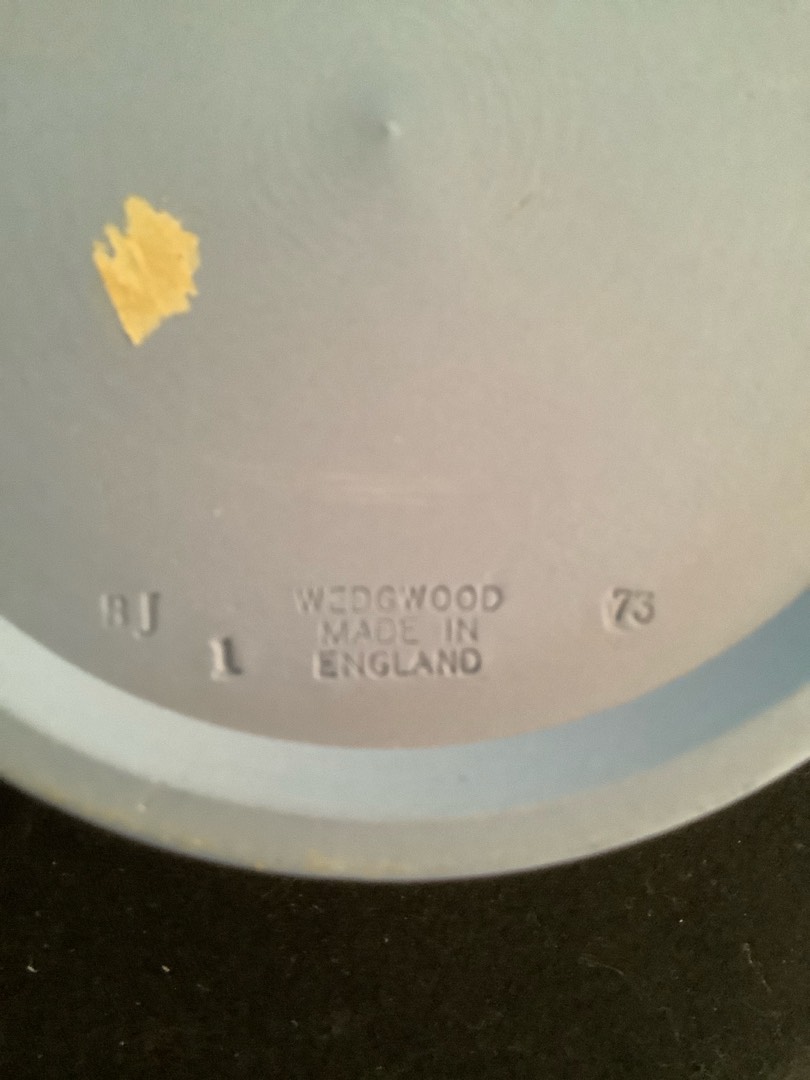 BJ
1
WEDGWOOD
MADE IN
ENGLAND
73